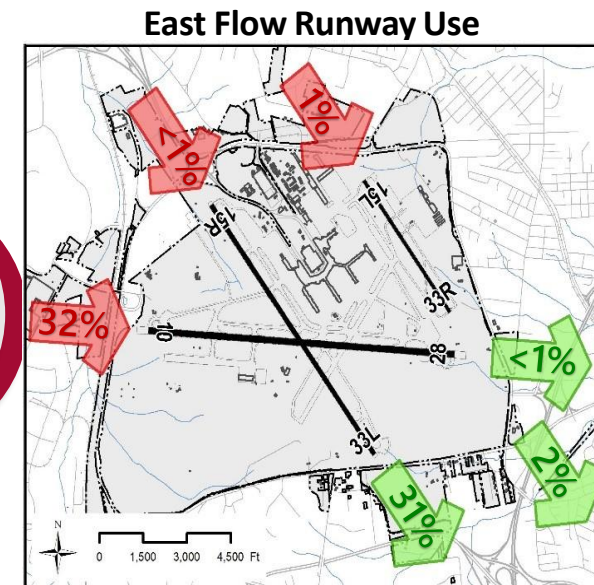 East Flow Runway Use
<1%
1%
15R
15L
33R
32%
10
28
<1%
33L
31%
2%
N
0 1,500 3,000 4,500 Ft